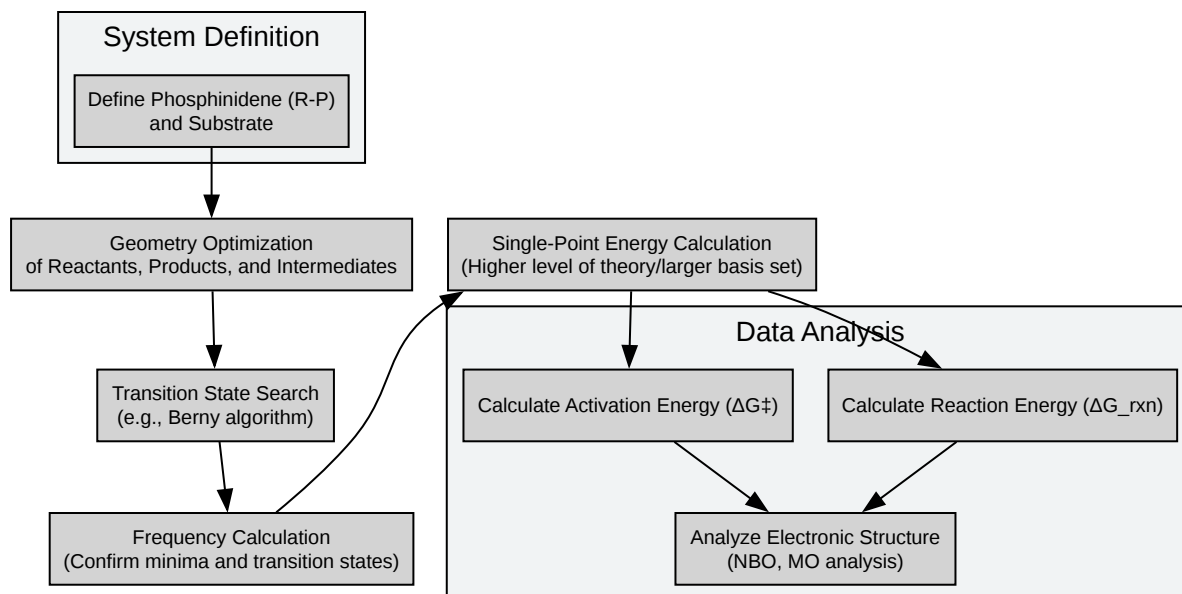 System Definition
Define Phosphinidene (R-P)
and Substrate
Geometry Optimization
of Reactants, Products, and Intermediates
Transition State Search
(e.g., Berny algorithm)
Frequency Calculation
(Confirm minima and transition states)
Single-Point Energy Calculation
(Higher level of theory/larger basis set)
Data Analysis
Calculate Activation Energy (ΔG‡)
Calculate Reaction Energy (ΔG_rxn)
Analyze Electronic Structure
(NBO, MO analysis)